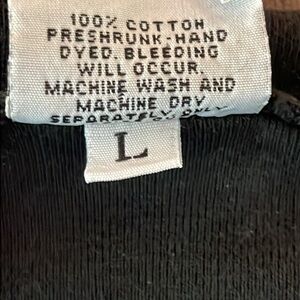 100% COTTON
PRESHRUNK-HAND
DYED. BLEEDING
WILL OCCUR.
MACHINE WASH AND
MACHINE DRY
SEPARATELY
L